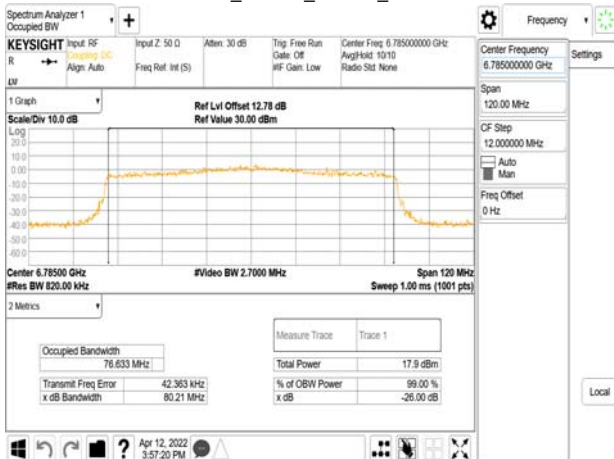 Spectrum Analyzer 1
Occupied BW
Frequency
KEYSIGHT
Input: RF
Coupling: DC
Align: Auto
Input Z: 50 Ω
Freq Ref: Int (S)
Atten: 30 dB
Trig: Free Run
Gate: Off
#IF Gain: Low
Center Freq: 6.785000000 GHz
Avg|Hold: 10/10
Radio Std: None
R
LW
Center Frequency
6.785000000 GHz
Settings
Span
120.00 MHz
CF Step
12.000000 MHz
Auto
Man
Freq Offset
0 Hz
Local
1 Graph
Scale/Div 10.0 dB
Ref Lvl Offset 12.78 dB
Ref Value 30.00 dBm
Log
20.0
10.0
0.00
-10.0
-20.0
-30.0
-40.0
-50.0
-60.0
Center 6.78500 GHz
#Video BW 2.7000 MHz
Span 120 MHz
#Res BW 820.00 kHz
Sweep 1.00 ms (1001 pts)
2 Metrics
Measure Trace
Trace 1
Occupied Bandwidth
76.633 MHz
Total Power
17.9 dBm
Transmit Freq Error
42.363 kHz
% of OBW Power
99.00 %
x dB Bandwidth
80.21 MHz
x dB
-26.00 dB
Apr 12, 2022
3:57:20 PM